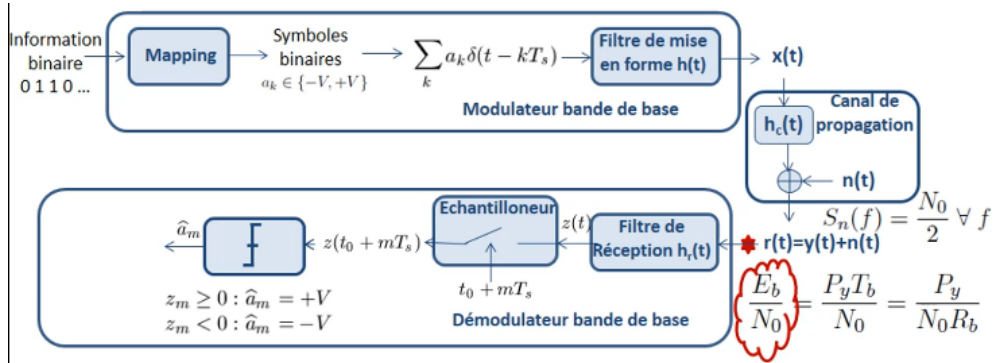 Information
binaire
0 1 1 0 ...
Mapping
Symboles
binaires
a_k ∈ {−V, +V}
∑_k a_k δ(t − kT_s)
Filtre de mise
en forme h(t)
x(t)
Modulateur bande de base
Canal de
propagation
h_c(t)
n(t)
S_n(f) = N_0/2 ∀ f
r(t)=y(t)+n(t)
Filtre de
Réception h_r(t)
z(t)
Echantilloneur
t_0 + mT_s
z(t_0 + mT_s)
â_m
z_m ≥ 0 : â_m = +V
z_m < 0 : â_m = −V
Démodulateur bande de base
E_b/N_0 = P_y T_b/N_0 = P_y/(N_0 R_b)